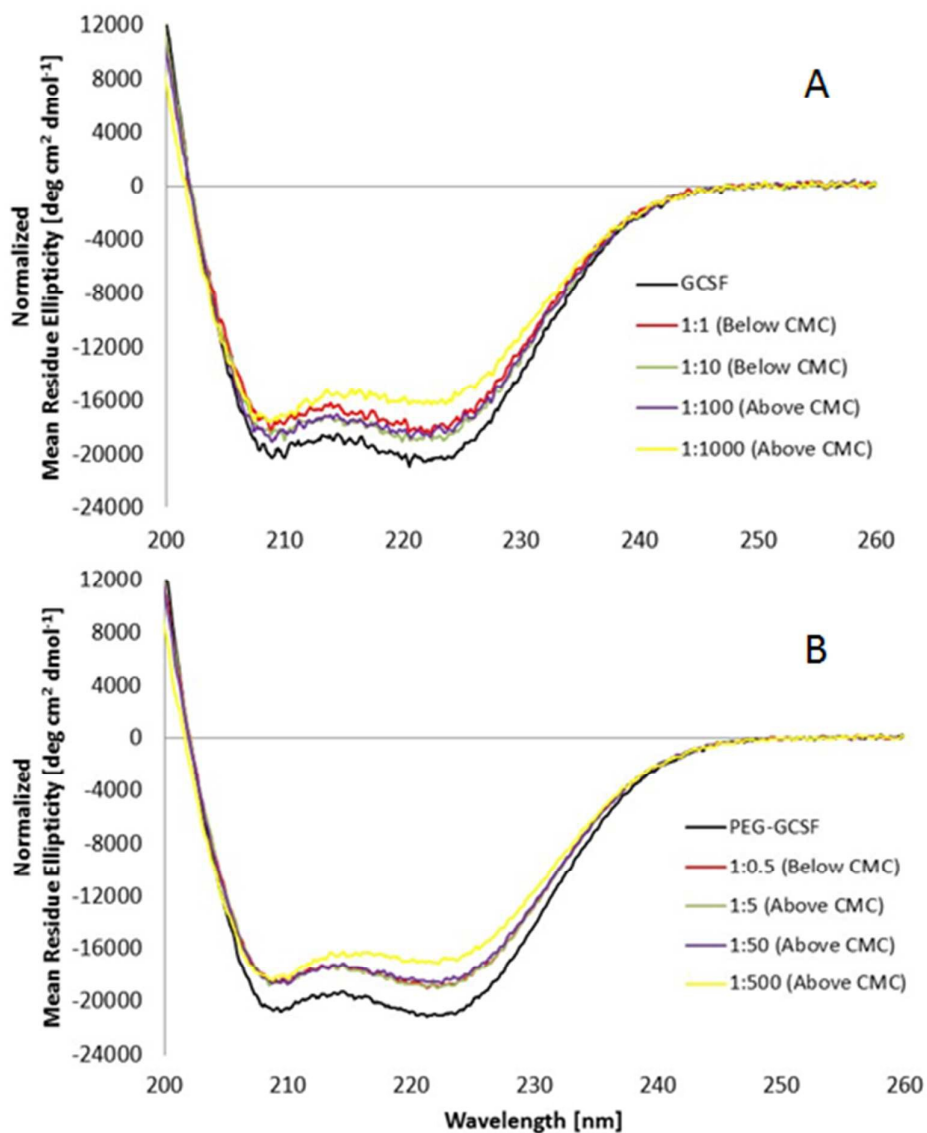 A
12000
8000
4000
0
-4000
-8000
-12000
-16000
-20000
-24000
Normalized
Mean Residue Ellipticity [deg cm² dmol⁻¹]
GCSF
1:1 (Below CMC)
1:10 (Below CMC)
1:100 (Above CMC)
1:1000 (Above CMC)
200 210 220 230 240 250 260
B
12000
8000
4000
0
-4000
-8000
-12000
-16000
-20000
-24000
Normalized
Mean Residue Ellipticity [deg cm² dmol⁻¹]
PEG-GCSF
1:0.5 (Below CMC)
1:5 (Above CMC)
1:50 (Above CMC)
1:500 (Above CMC)
200 210 220 230 240 250 260
Wavelength [nm]